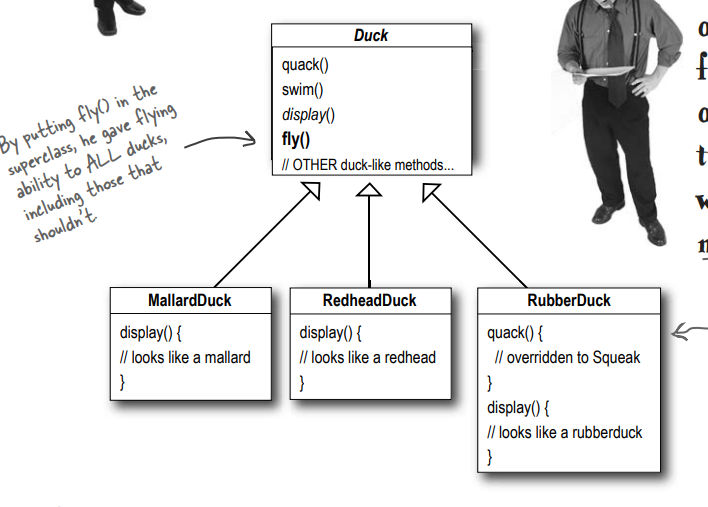 Duck
quack()
swim()
display()
fly()
// OTHER duck-like methods...
By putting fly() in the
superclass, he gave flying
ability to ALL ducks,
including those that
shouldn't
MallardDuck
display() {
// looks like a mallard
}
RedheadDuck
display() {
// looks like a redhead
}
RubberDuck
quack() {
// overridden to Squeak
}
display() {
// looks like a rubberduck
}